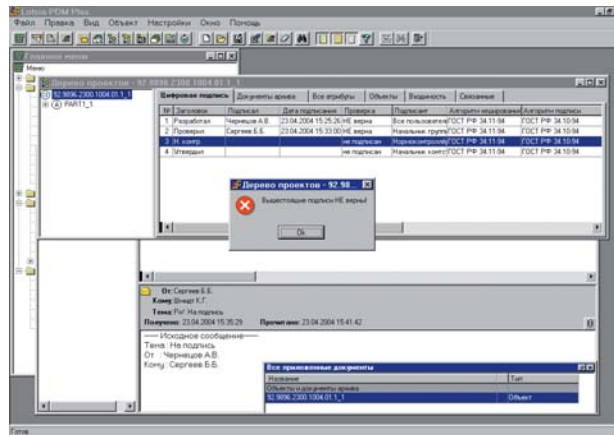 Lotsia PDM Plus
Файл Правка Вид Объект Настройки Окно Помощь
Главное меню
Меню
Дерево проектов - 92.9896.2300.1004.01.1_1
92.9896.2300.1004.01.1_1
PART1_1
Цифровая подпись Документы архива Все атрибуты Объекты Входимость Связанные
№ Заголовок Подписал Дата подписания Проверка Подписант Алгоритм хеширования Алгоритм подписи
1 Разработал Чернецов А.В. 23.04.2004 15:25:26 НЕ верна Все пользователи ГОСТ РФ 34.11-94 ГОСТ РФ 34.10-94
2 Проверил Сергеев Б.Б. 23.04.2004 15:33:00 НЕ верна Начальник группы ГОСТ РФ 34.11-94 ГОСТ РФ 34.10-94
3 Н. контр. не подписан Нормоконтролёр ГОСТ РФ 34.11-94 ГОСТ РФ 34.10-94
4 Утвердил не подписан Начальник ГОСТ РФ 34.11-94 ГОСТ РФ 34.10-94
Дерево проектов - 92.98...
Вышестоящие подписи НЕ верны!
Ok
От: Сергеев Б.Б.
Кому: Шмидт К.Г.
Тема: Fw: На подпись
Получено: 23.04.2004 15:35:29 Прочитано: 23.04.2004 15:41:42
---- Исходное сообщение----
Тема: На подпись
От : Чернецов А.В.
Кому: Сергеев Б.Б.
Все приложенные документы
Название Тип
Объекты и документы архива
92.9896.2300.1004.01.1_1 Объект
Готов